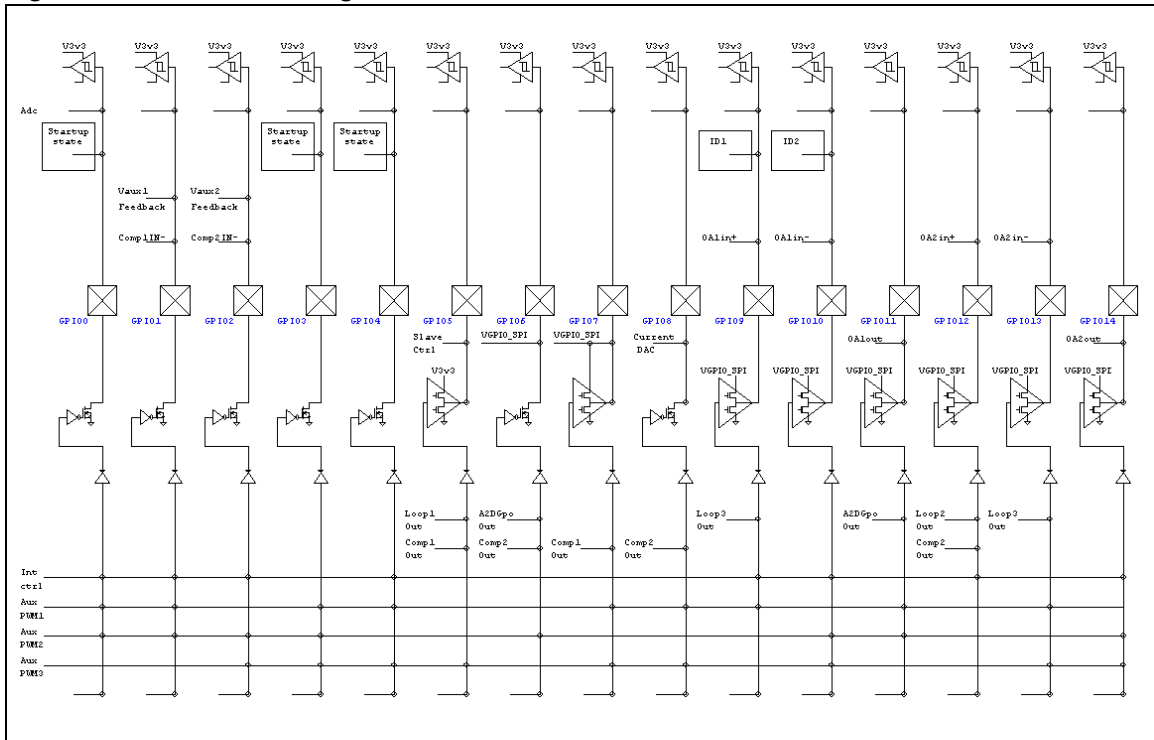 V3v3 V3v3 V3v3 V3v3 V3v3 V3v3 V3v3 V3v3 V3v3 V3v3 V3v3 V3v3 V3v3 V3v3 V3v3
Adc
Startup Startup Startup ID1 ID2
state state state
Vaux1 Vaux2
Feedback Feedback
Comp1IN- Comp2IN- OA1in+ OA1in- OA2in+ OA2in-
GPIO0 GPIO1 GPIO2 GPIO3 GPIO4 GPIO5 GPIO6 GPIO7 GPIO8 GPIO9 GPIO10 GPIO11 GPIO12 GPIO13 GPIO14
Slave VGPIO_SPI VGPIO_SPI Current OA1out OA2out
Ctrl DAC
V3v3 VGPIO_SPI VGPIO_SPI VGPIO_SPI VGPIO_SPI VGPIO_SPI VGPIO_SPI
Loop1 A2DGpo Loop3 A2DGpo Loop2 Loop3
Out Out Out Out Out Out
Comp1 Comp2 Comp1 Comp2 Comp2
Out Out Out Out Out
Int
ctrl
Aux
PWM1
Aux
PWM2
Aux
PWM3